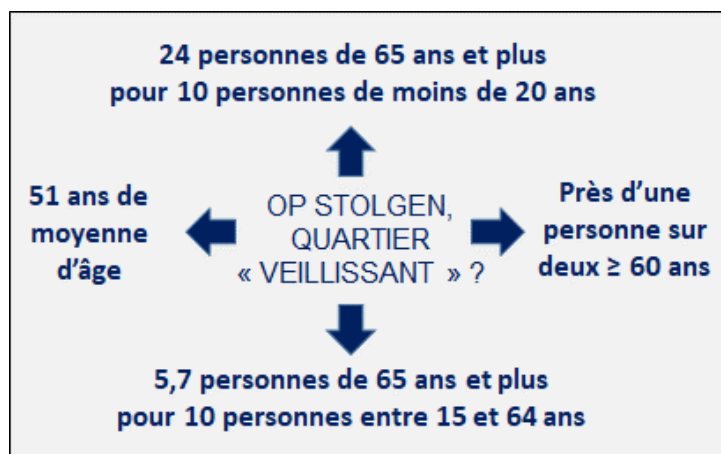 24 personnes de 65 ans et plus
pour 10 personnes de moins de 20 ans
51 ans de
moyenne
d'âge
OP STOLGEN,
QUARTIER
« VEILLISSANT » ?
Près d'une
personne sur
deux ≥ 60 ans
5,7 personnes de 65 ans et plus
pour 10 personnes entre 15 et 64 ans